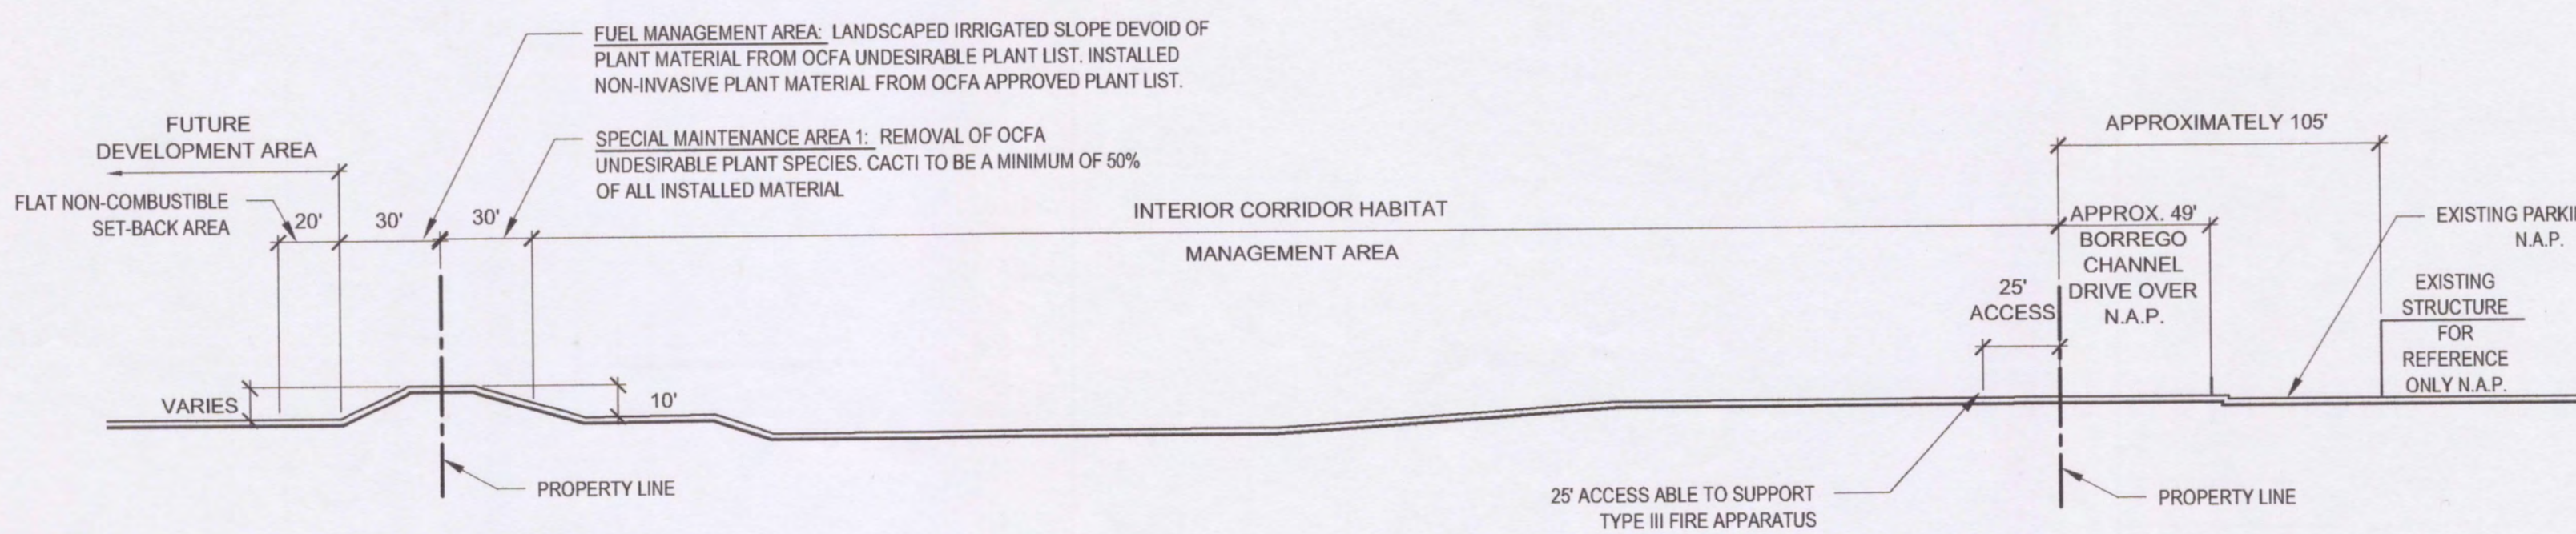 FUEL MANAGEMENT AREA: LANDSCAPED IRRIGATED SLOPE DEVOID OF
PLANT MATERIAL FROM OCFA UNDESIRABLE PLANT LIST. INSTALLED
NON-INVASIVE PLANT MATERIAL FROM OCFA APPROVED PLANT LIST.
SPECIAL MAINTENANCE AREA 1: REMOVAL OF OCFA
UNDESIRABLE PLANT SPECIES. CACTI TO BE A MINIMUM OF 50%
OF ALL INSTALLED MATERIAL
FUTURE
DEVELOPMENT AREA
FLAT NON-COMBUSTIBLE
SET-BACK AREA
20'
30'
30'
INTERIOR CORRIDOR HABITAT
MANAGEMENT AREA
APPROXIMATELY 105'
APPROX. 49'
BORREGO
CHANNEL
DRIVE OVER
N.A.P.
EXISTING PARKI
N.A.P.
EXISTING
STRUCTURE
FOR
REFERENCE
ONLY N.A.P.
25'
ACCESS
VARIES
10'
PROPERTY LINE
25' ACCESS ABLE TO SUPPORT
TYPE III FIRE APPARATUS
PROPERTY LINE